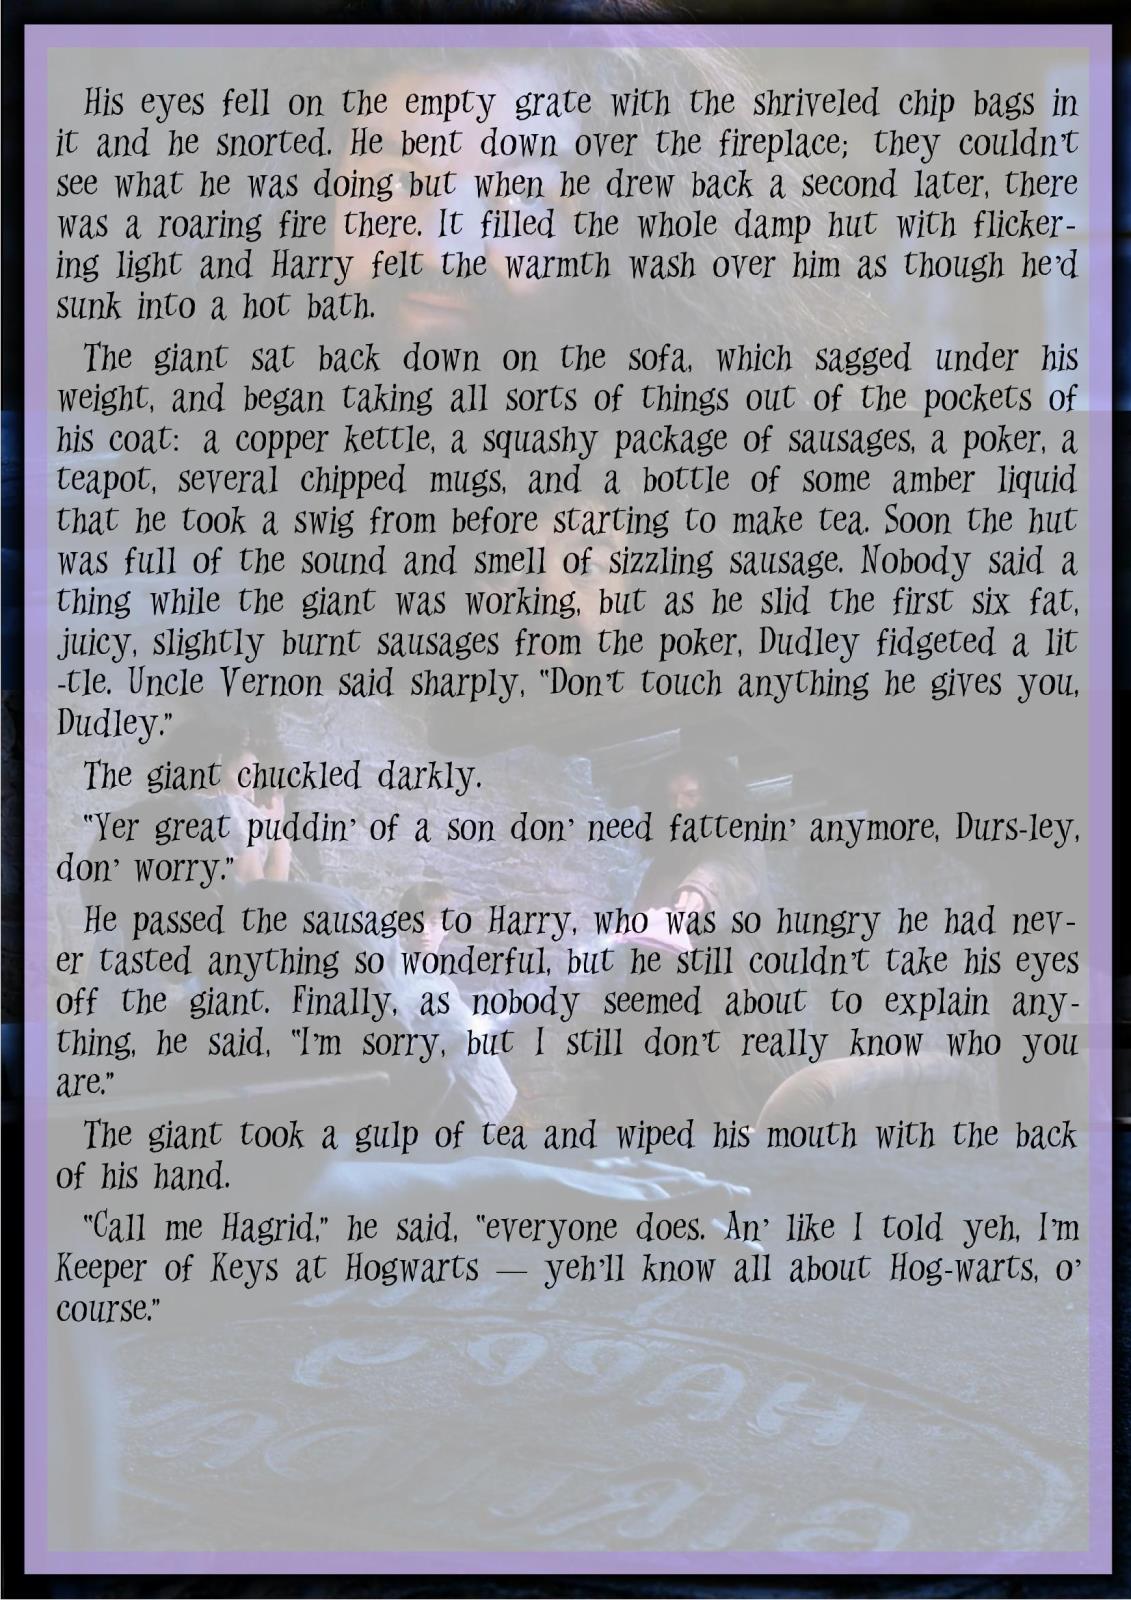 His eyes fell on the empty grate with the shriveled chip bags in
it and he snorted. He bent down over the fireplace; they couldn't
see what he was doing but when he drew back a second later, there
was a roaring fire there. It filled the whole damp hut with flicker-
ing light and Harry felt the warmth wash over him as though he'd
sunk into a hot bath.
The giant sat back down on the sofa, which sagged under his
weight, and began taking all sorts of things out of the pockets of
his coat: a copper kettle, a squashy package of sausages, a poker, a
teapot, several chipped mugs, and a bottle of some amber liquid
that he took a swig from before starting to make tea. Soon the hut
was full of the sound and smell of sizzling sausage. Nobody said a
thing while the giant was working, but as he slid the first six fat,
juicy, slightly burnt sausages from the poker, Dudley fidgeted a lit
-tle. Uncle Vernon said sharply, "Don't touch anything he gives you,
Dudley."
The giant chuckled darkly.
"Yer great puddin' of a son don' need fattenin' anymore, Durs-ley,
don' worry."
He passed the sausages to Harry, who was so hungry he had nev-
er tasted anything so wonderful, but he still couldn't take his eyes
off the giant. Finally, as nobody seemed about to explain any-
thing, he said, "I'm sorry, but I still don't really know who you
are."
The giant took a gulp of tea and wiped his mouth with the back
of his hand.
"Call me Hagrid," he said, "everyone does. An' like I told yeh, I'm
Keeper of Keys at Hogwarts — yeh'll know all about Hog-warts, o'
course."